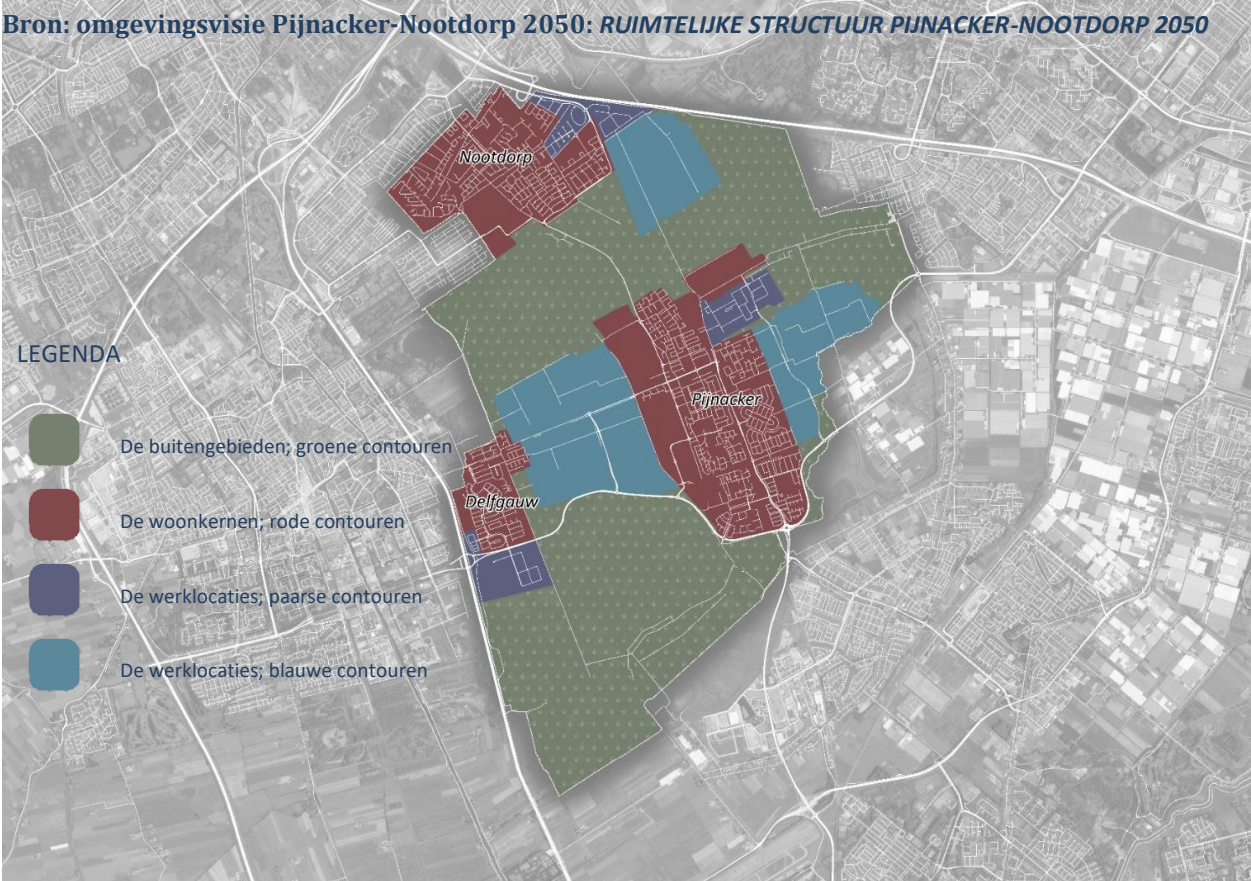 Bron: omgevingsvisie Pijnacker-Nootdorp 2050: RUIMTELIJKE STRUCTUUR PIJNACKER-NOOTDORP 2050
Nootdorp
LEGENDA
Pijnacker
De buitengebieden; groene contouren
Delfgauw
De woonkernen; rode contouren
De werklocaties; paarse contouren
De werklocaties; blauwe contouren